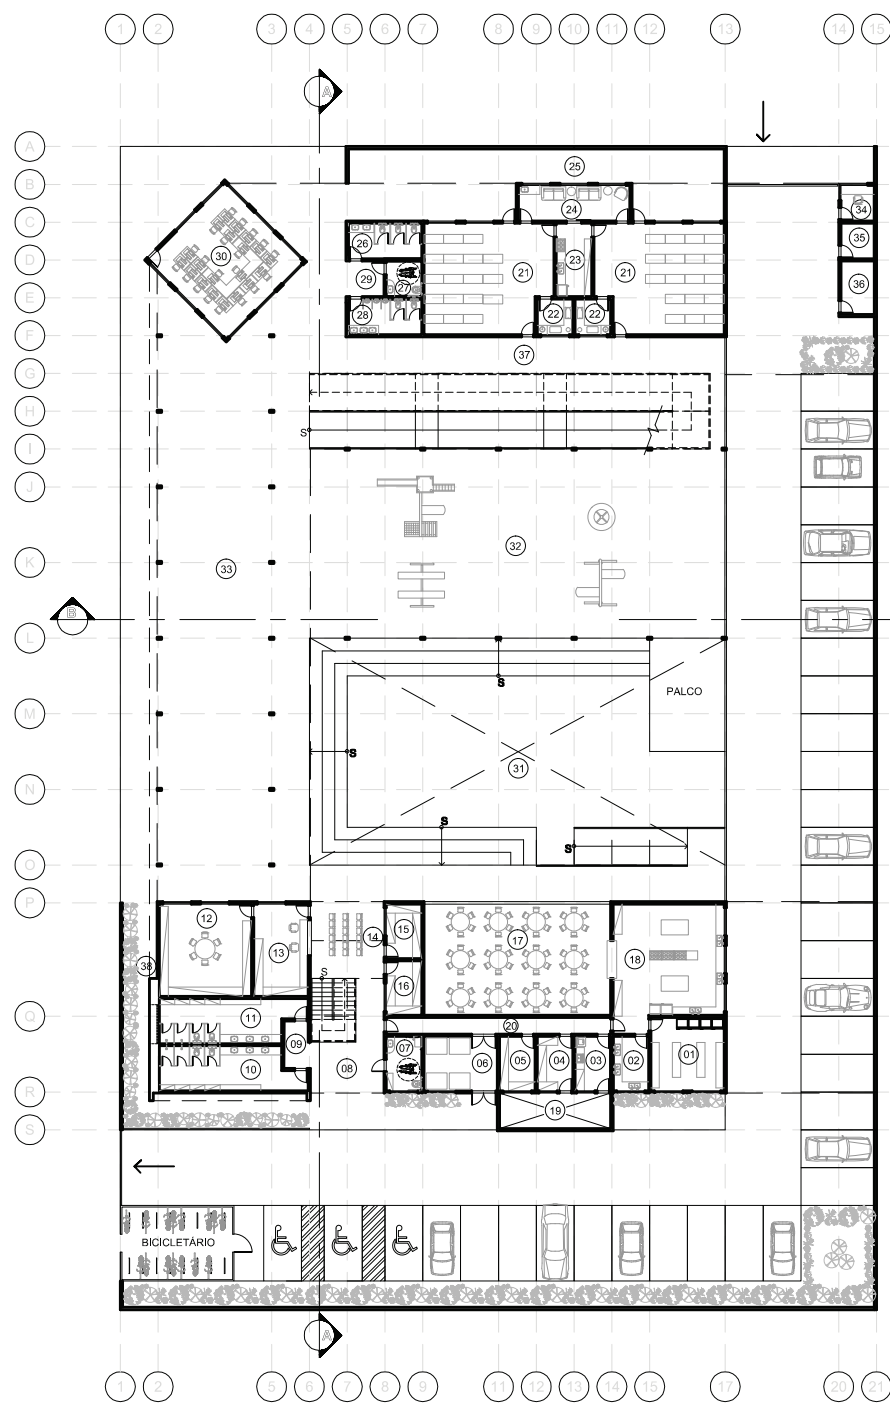 1 2 3 4 5 6 7 8 9 10 11 12 13 14 15
A
A
B
25
24
34
C
26
35
D
30
21
23
21
29
27
36
E
28
22
22
F
37
G
H
S
I
J
32
K
33
B
L
S
PALCO
M
S
31
N
S
S
O
P
12
15
14
17
13
18
38
16
11
Q
20
09
07
01
06
05
04
03
02
10
08
R
19
S
BICICLETÁRIO
A
1 2 5 6 7 8 9 11 12 13 14 15 17 20 21